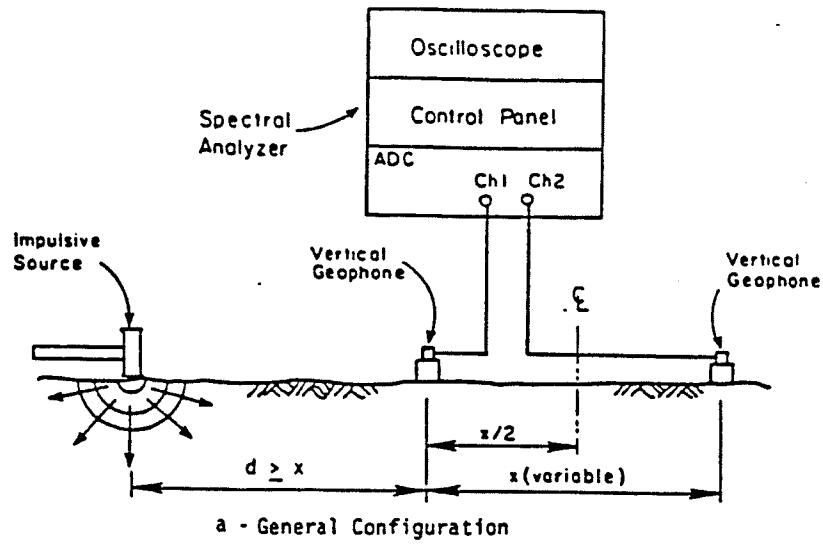 Oscilloscope
Control Panel
Spectral
Analyzer
ADC
Ch1 Ch2
Impulsive
Source
Vertical
Geophone
Vertical
Geophone
℄
x/2
d ≥ x
x(variable)
a - General Configuration